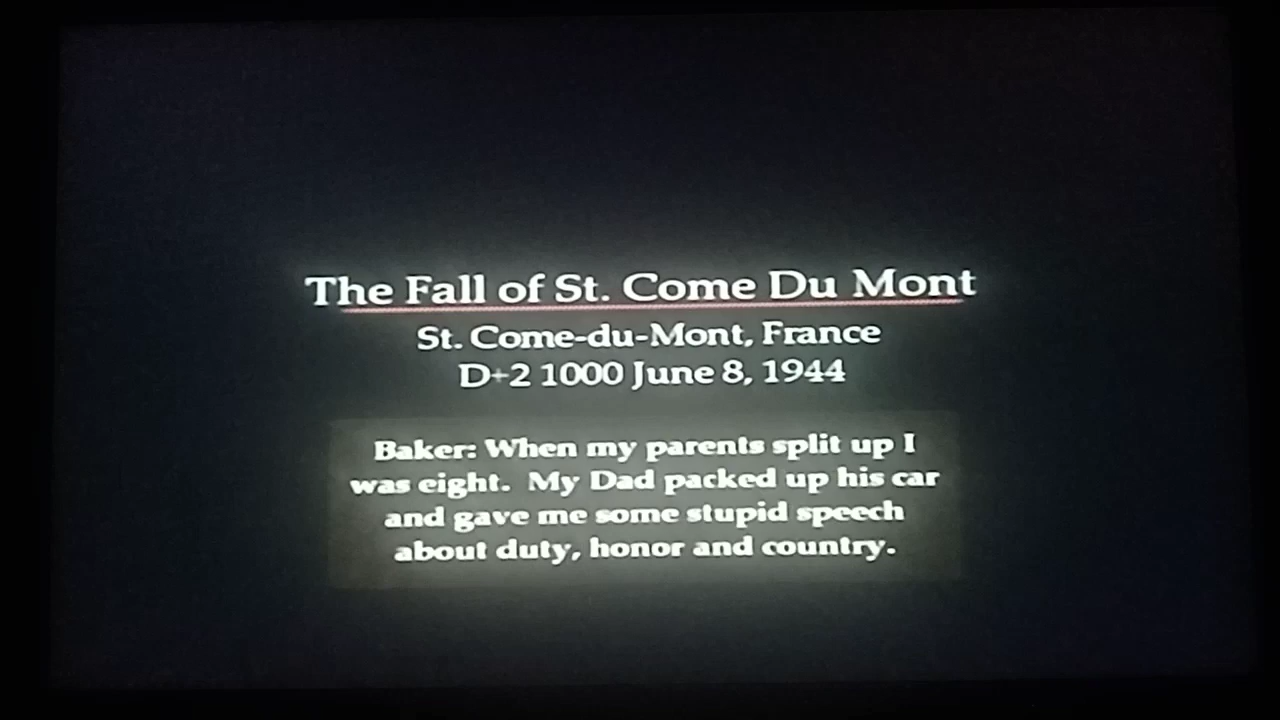 The Fall of St. Come Du Mont
St. Come-du-Mont, France
D+2 1000 June 8, 1944
Baker: When my parents split up I
was eight.  My Dad packed up his car
and gave me some stupid speech
about duty, honor and country.